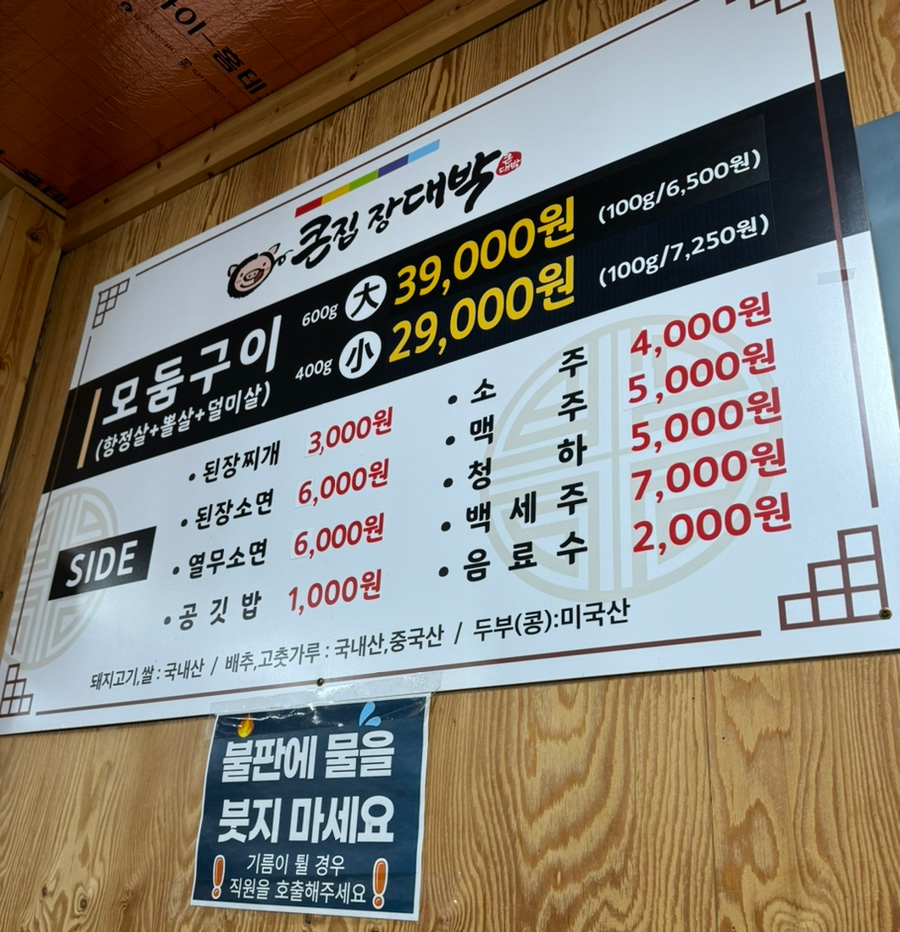 큰집 장대박
큰
대박
모둠구이
(항정살+뽈살+덜미살)
600g 大 39,000원 (100g/6,500원)
400g 小 29,000원 (100g/7,250원)
SIDE
• 된장찌개 3,000원
• 된장소면 6,000원
• 열무소면 6,000원
• 공 깃 밥 1,000원
• 소 주 4,000원
• 맥 주 5,000원
• 청 하 5,000원
• 백 세 주 7,000원
• 음 료 수 2,000원
돼지고기,쌀 : 국내산 / 배추,고춧가루 : 국내산,중국산 / 두부(콩):미국산
불판에 물을
붓지 마세요
기름이 튈 경우
직원을 호출해주세요